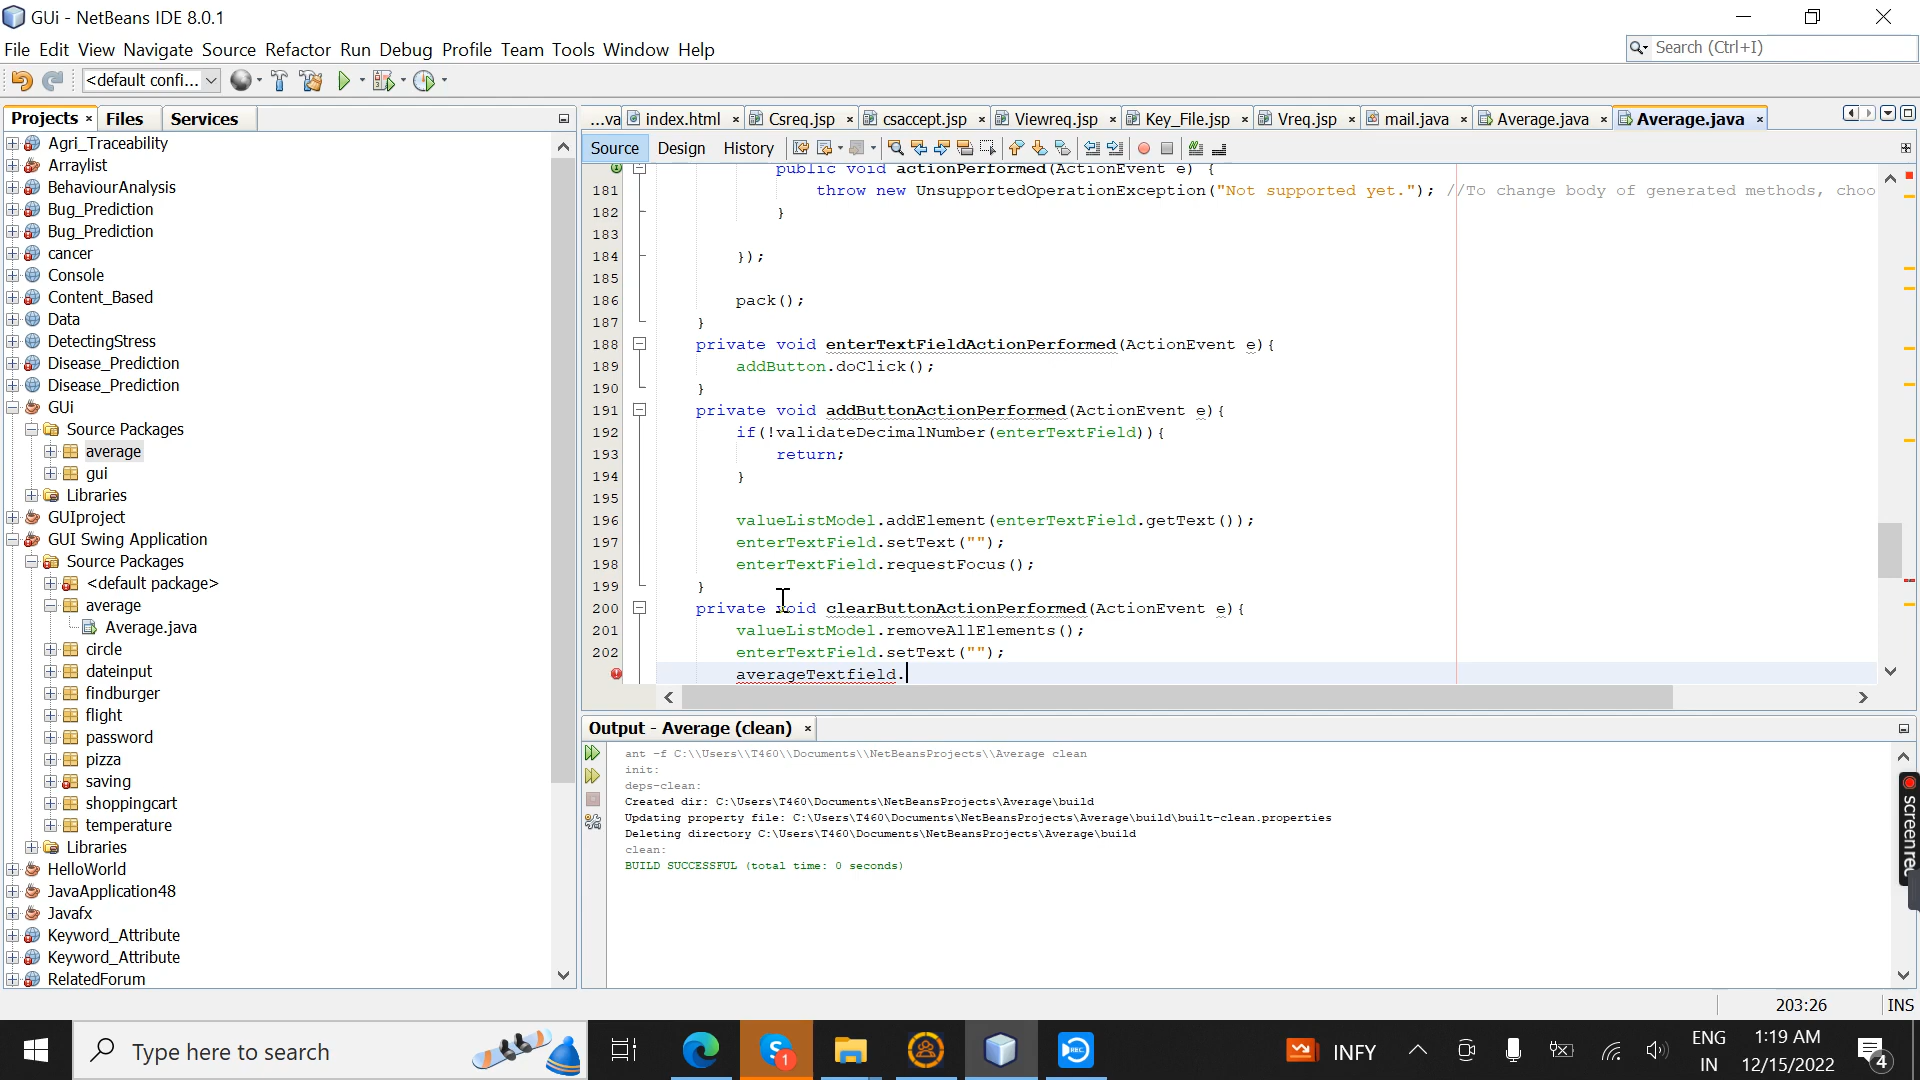 GUi - NetBeans IDE 8.0.1
File Edit View Navigate Source Refactor Run Debug Profile Team Tools Window Help
Search (Ctrl+I)
<default confi...
Projects Files Services
Agri_Traceability
Arraylist
BehaviourAnalysis
Bug_Prediction
Bug_Prediction
cancer
Console
Content_Based
Data
DetectingStress
Disease_Prediction
Disease_Prediction
GUi
Source Packages
average
gui
Libraries
GUIproject
GUI Swing Application
Source Packages
<default package>
average
Average.java
circle
dateinput
findburger
flight
password
pizza
saving
shoppingcart
temperature
Libraries
HelloWorld
JavaApplication48
Javafx
Keyword_Attribute
Keyword_Attribute
RelatedForum
...va index.html Csreq.jsp csaccept.jsp Viewreq.jsp Key_File.jsp Vreq.jsp mail.java Average.java Average.java
Source Design History
public void actionPerformed(ActionEvent e) {
181 throw new UnsupportedOperationException("Not supported yet."); //To change body of generated methods, choo
182 }
183
184 });
185
186 pack();
187 }
188 private void enterTextFieldActionPerformed(ActionEvent e){
189 addButton.doClick();
190 }
191 private void addButtonActionPerformed(ActionEvent e){
192 if(!validateDecimalNumber(enterTextField)){
193 return;
194 }
195
196 valueListModel.addElement(enterTextField.getText());
197 enterTextField.setText("");
198 enterTextField.requestFocus();
199 }
200 private void clearButtonActionPerformed(ActionEvent e){
201 valueListModel.removeAllElements();
202 enterTextField.setText("");
averageTextfield.
Output - Average (clean)
ant -f C:\\Users\\T460\\Documents\\NetBeansProjects\\Average clean
init:
deps-clean:
Created dir: C:\Users\T460\Documents\NetBeansProjects\Average\build
Updating property file: C:\Users\T460\Documents\NetBeansProjects\Average\build\built-clean.properties
Deleting directory C:\Users\T460\Documents\NetBeansProjects\Average\build
clean:
BUILD SUCCESSFUL (total time: 0 seconds)
screenrec
203:26 INS
Type here to search
1
REC
INFY
ENG
IN
1:19 AM
12/15/2022
4